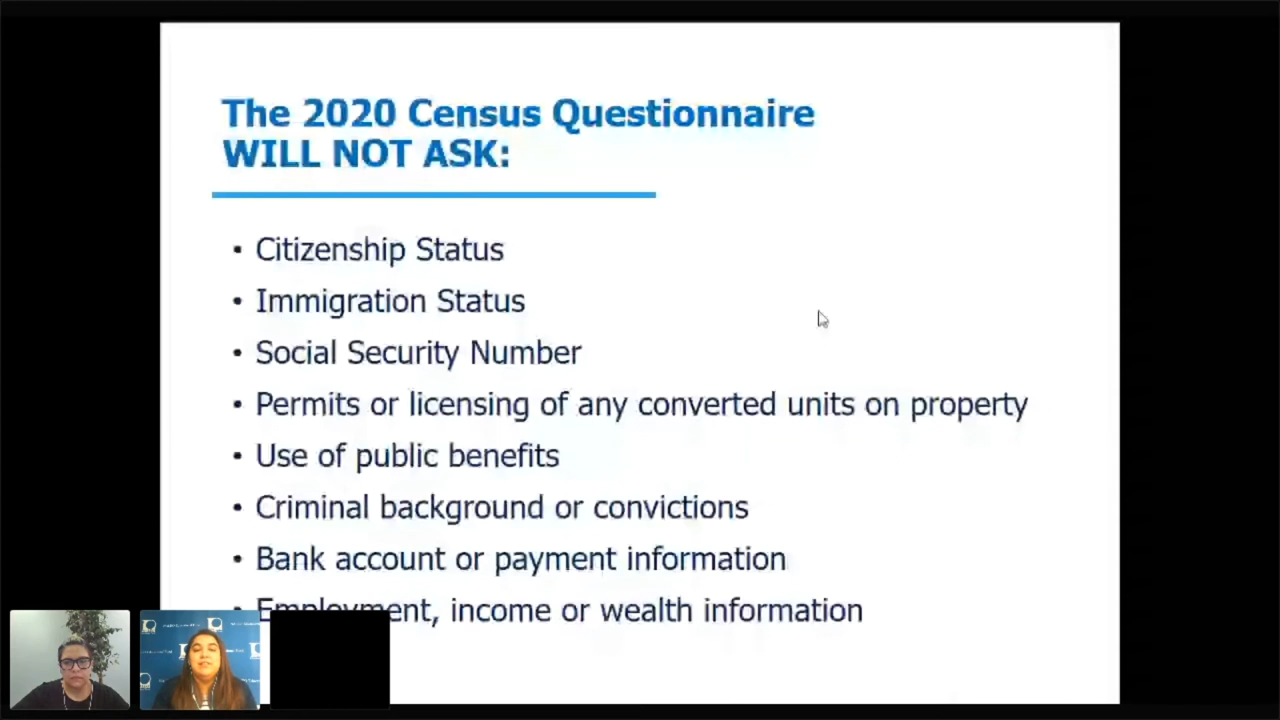 The 2020 Census Questionnaire
WILL NOT ASK:
• Citizenship Status
• Immigration Status
• Social Security Number
• Permits or licensing of any converted units on property
• Use of public benefits
• Criminal background or convictions
• Bank account or payment information
• Employment, income or wealth information